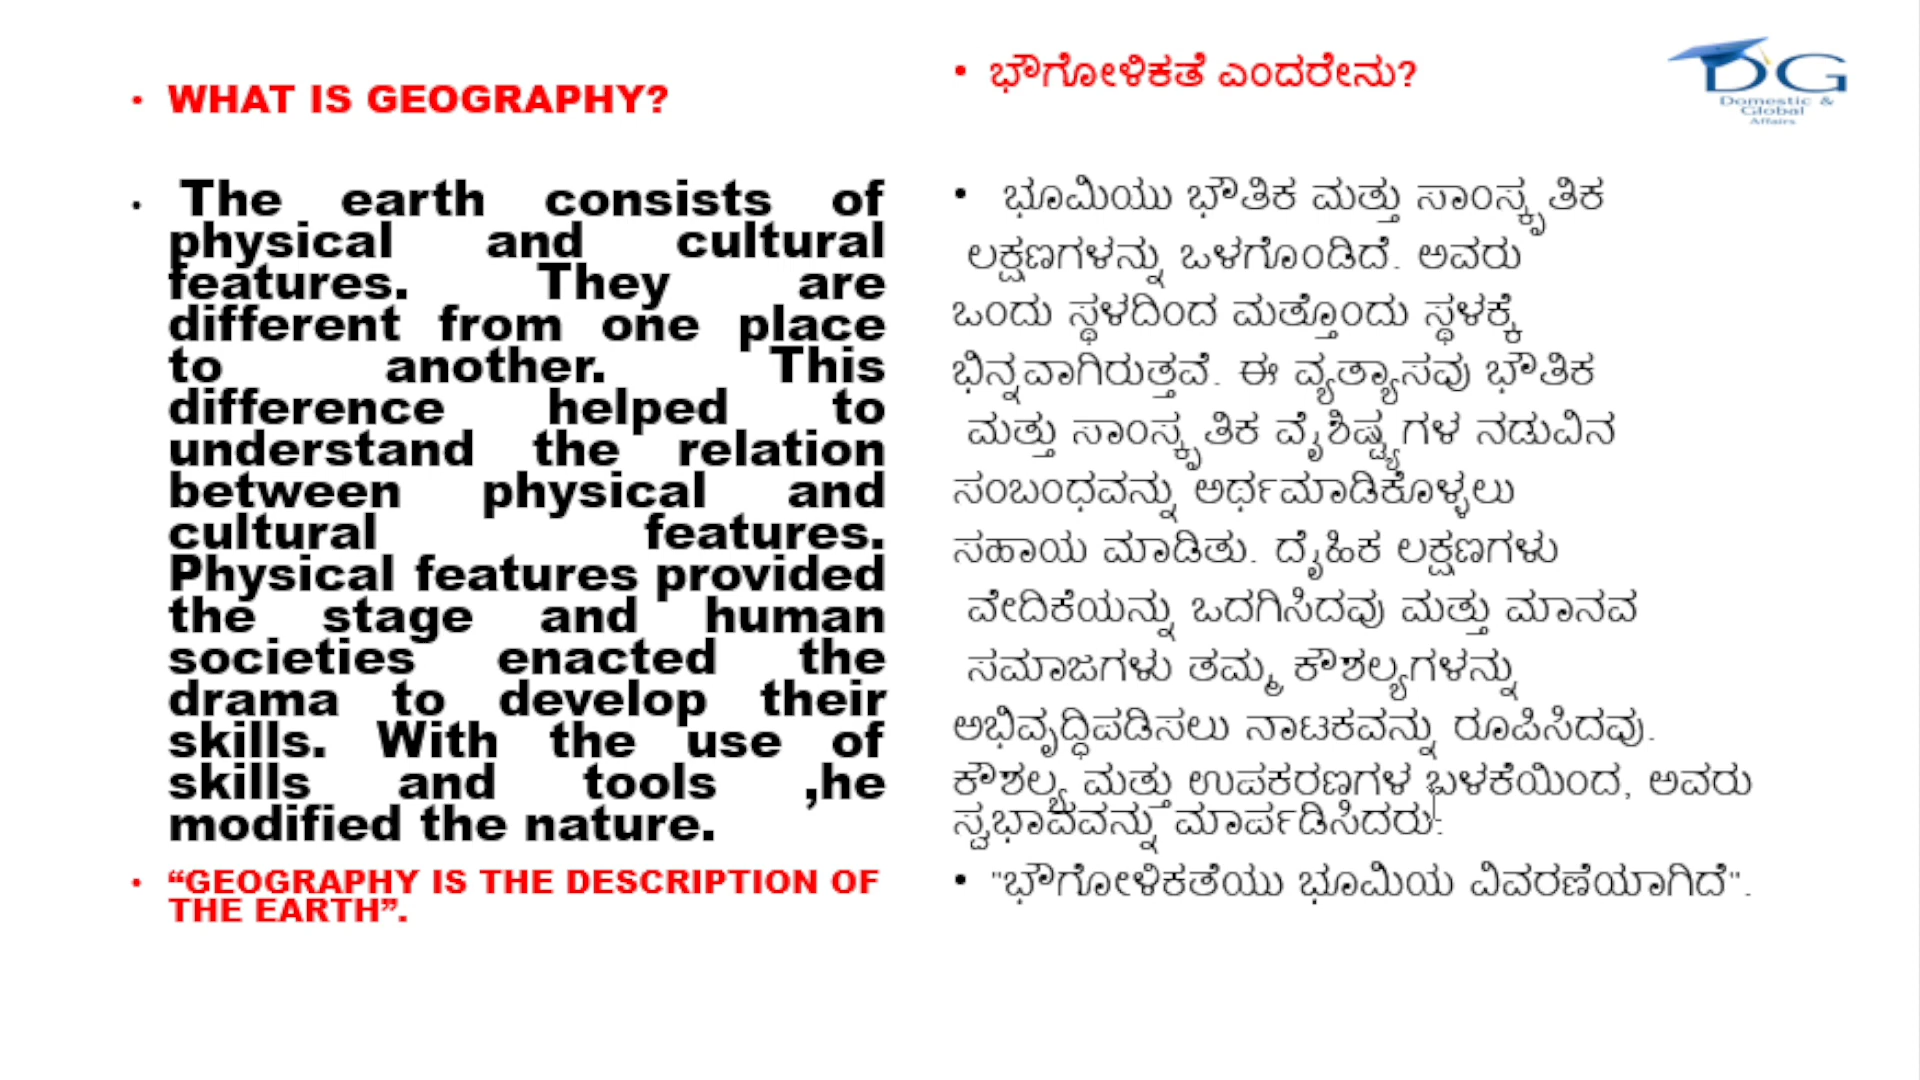 • WHAT IS GEOGRAPHY?
• The earth consists of
physical and cultural
features. They are
different from one place
to another. This
difference helped to
understand the relation
between physical and
cultural features.
Physical features provided
the stage and human
societies enacted the
drama to develop their
skills. With the use of
skills and tools ,he
modified the nature.
• “GEOGRAPHY IS THE DESCRIPTION OF
THE EARTH”.
• ಭೌಗೋಳಿಕತೆ ಎಂದರೇನು?
• ಭೂಮಿಯು ಭೌತಿಕ ಮತ್ತು ಸಾಂಸ್ಕೃತಿಕ
ಲಕ್ಷಣಗಳನ್ನು ಒಳಗೊಂಡಿದೆ. ಅವರು
ಒಂದು ಸ್ಥಳದಿಂದ ಮತ್ತೊಂದು ಸ್ಥಳಕ್ಕೆ
ಭಿನ್ನವಾಗಿರುತ್ತವೆ. ಈ ವ್ಯತ್ಯಾಸವು ಭೌತಿಕ
ಮತ್ತು ಸಾಂಸ್ಕೃತಿಕ ವೈಶಿಷ್ಟ್ಯಗಳ ನಡುವಿನ
ಸಂಬಂಧವನ್ನು ಅರ್ಥಮಾಡಿಕೊಳ್ಳಲು
ಸಹಾಯ ಮಾಡಿತು. ದೈಹಿಕ ಲಕ್ಷಣಗಳು
ವೇದಿಕೆಯನ್ನು ಒದಗಿಸಿದವು ಮತ್ತು ಮಾನವ
ಸಮಾಜಗಳು ತಮ್ಮ ಕೌಶಲ್ಯಗಳನ್ನು
ಅಭಿವೃದ್ಧಿಪಡಿಸಲು ನಾಟಕವನ್ನು ರೂಪಿಸಿದವು.
ಕೌಶಲ್ಯ ಮತ್ತು ಉಪಕರಣಗಳ ಬಳಕೆಯಿಂದ, ಅವರು
ಸ್ವಭಾವವನ್ನು ಮಾರ್ಪಡಿಸಿದರು.
• "ಭೌಗೋಳಿಕತೆಯು ಭೂಮಿಯ ವಿವರಣೆಯಾಗಿದೆ".
DG
Domestic &
Global
Affairs